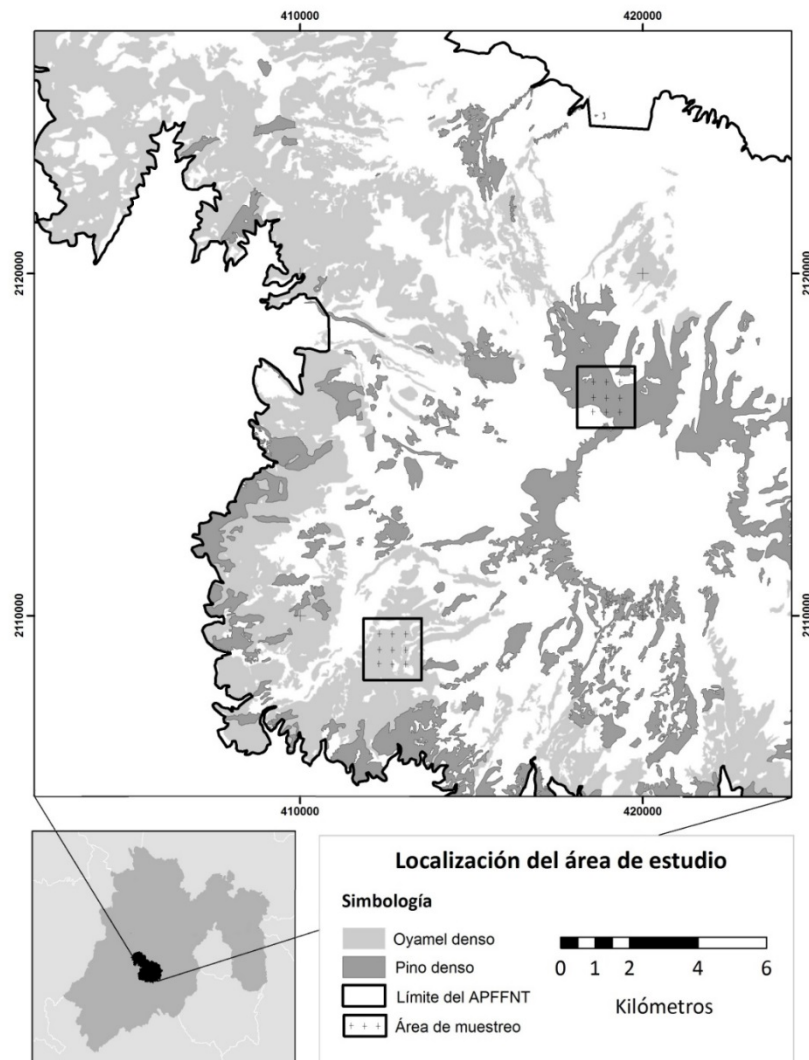 410000 420000
2120000 2120000
2110000 2110000
410000 420000
Localización del área de estudio
Simbología
Oyamel denso
Pino denso
Límite del APFFNT
Área de muestreo
0 1 2 4 6
Kilómetros